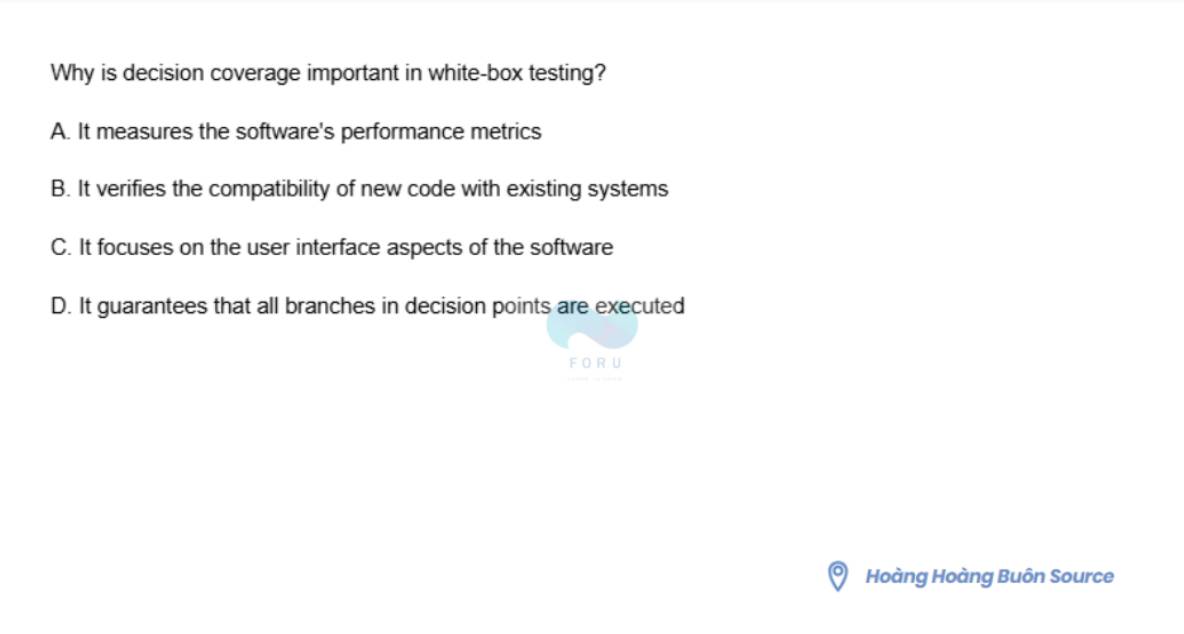 Why is decision coverage important in white-box testing?
A. It measures the software's performance metrics
B. It verifies the compatibility of new code with existing systems
C. It focuses on the user interface aspects of the software
D. It guarantees that all branches in decision points are executed
FORU
Hoàng Hoàng Buôn Source